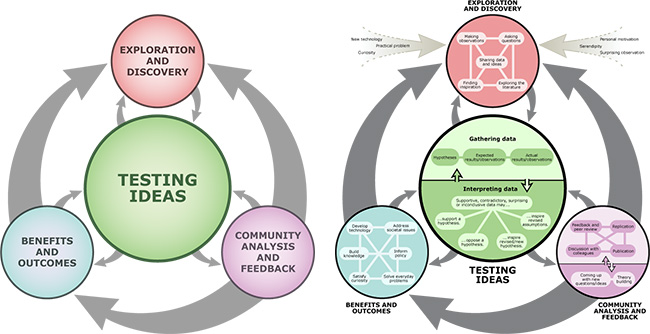 EXPLORATION
AND
DISCOVERY
TESTING
IDEAS
BENEFITS
AND
OUTCOMES
COMMUNITY
ANALYSIS AND
FEEDBACK
EXPLORATION
AND DISCOVERY
New technology
Practical problem
Curiosity
Personal motivation
Serendipity
Surprising observation
Making
observations
Asking
questions
Sharing data
and ideas
Finding
inspiration
Exploring the
literature
Gathering data
Hypotheses
Expected
results/observations
Actual
results/observations
Interpreting data
Supportive, contradictory, surprising
or inconclusive data may...
...support a
hypothesis.
...oppose a
hypothesis.
...inspire
revised/new
hypothesis.
...inspire
revised
assumptions.
TESTING
IDEAS
Develop
technology
Address
societal issues
Build
knowledge
Inform
policy
Satisfy
curiosity
Solve everyday
problems
BENEFITS AND
OUTCOMES
Feedback and
peer review
Replication
Discussion with
colleagues
Publication
Coming up with
new questions/ideas
Theory
building
COMMUNITY
ANALYSIS AND
FEEDBACK